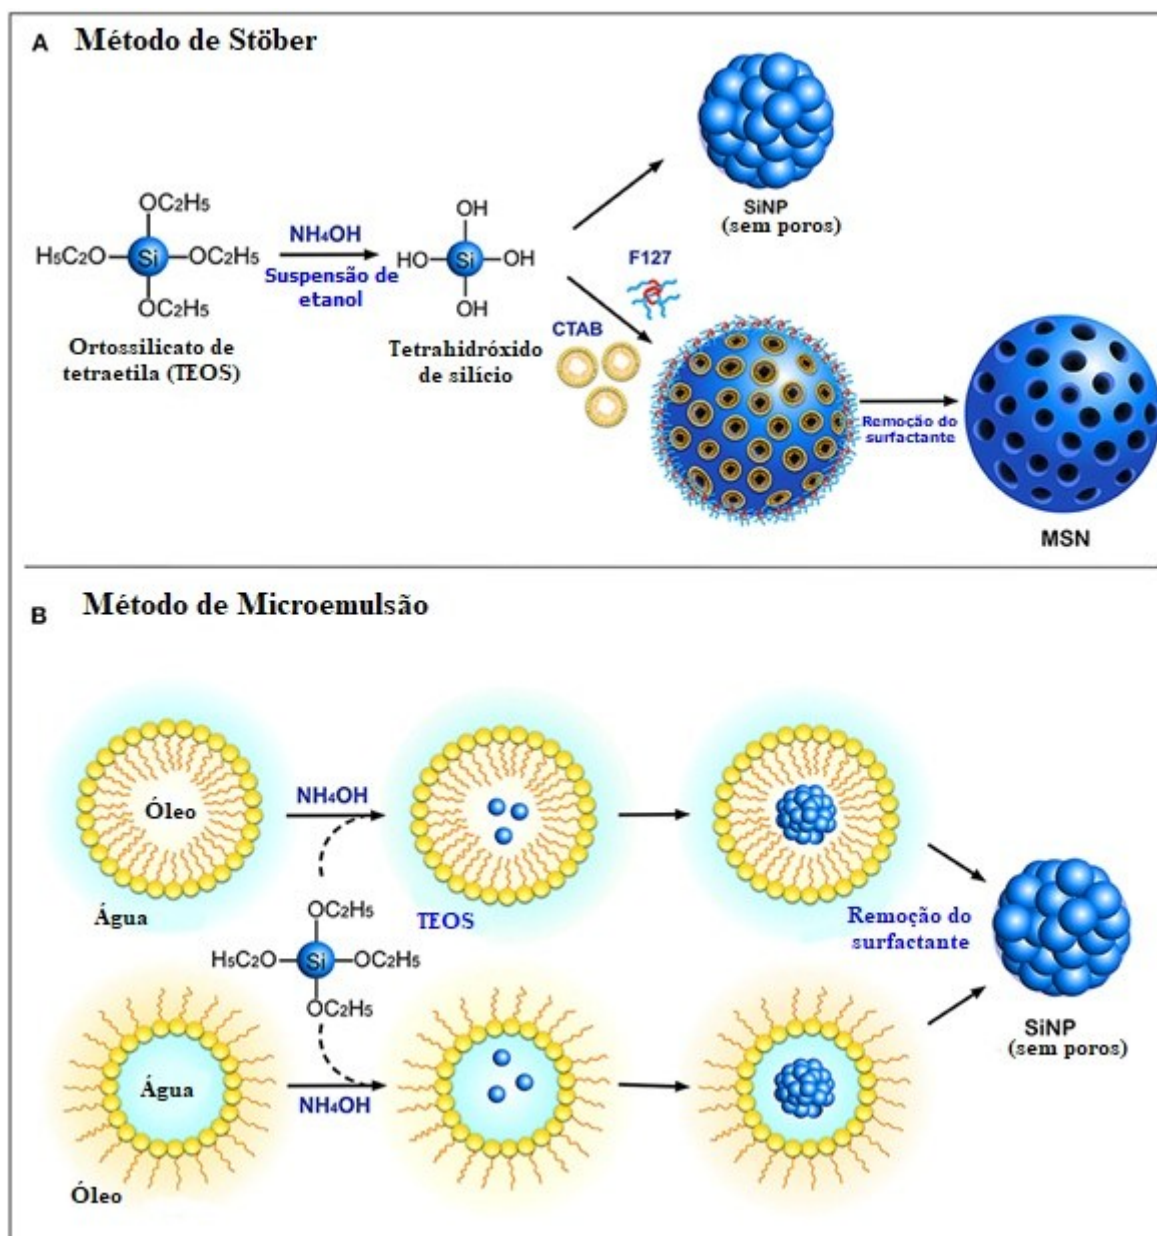 A Método de Stöber
SiNP
(sem poros)
OC2H5
H5C2O Si OC2H5
OC2H5
NH4OH
Suspensão de
etanol
OH
HO Si OH
OH
F127
CTAB
Ortossilicato de
tetraetila (TEOS)
Tetrahidróxido
de silício
Remoção do
surfactante
MSN
B Método de Microemulsão
Óleo
NH4OH
Água
TEOS
OC2H5
H5C2O Si OC2H5
OC2H5
Remoção do
surfactante
Água
NH4OH
Óleo
SiNP
(sem poros)